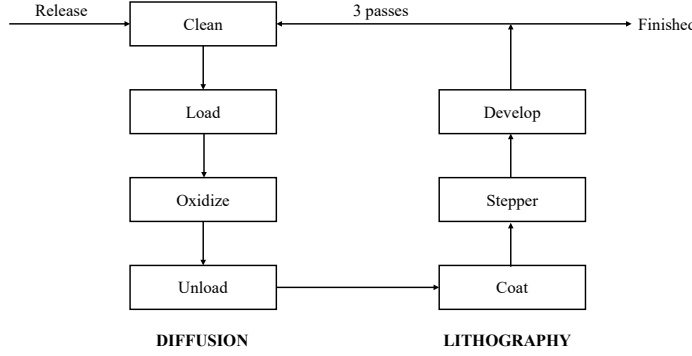 Release
Clean
3 passes
Finished
Load
Develop
Oxidize
Stepper
Unload
Coat
DIFFUSION
LITHOGRAPHY